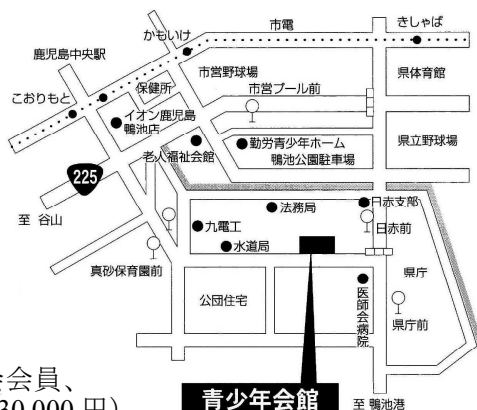 市電
きしゃば
かもいけ
鹿児島中央駅
市営野球場
県体育館
保健所
市営プール前
こおりもと
イオン鹿児島
鴨池店
勤労青少年ホーム
鴨池公園駐車場
県立野球場
老人福祉会館
225
至 谷山
法務局
日赤支部
九電工
日赤前
水道局
真砂保育園前
県庁
公団住宅
医師会病院
県庁前
青少年会館
至 鴨池港
会会員、
30,000 円)